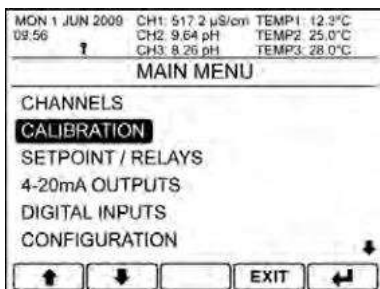 MON 1 JUN 2009 CH1: 517.2 µS/cm TEMP1: 12.3°C
09:56 CH2: 9.64 pH TEMP2: 25.0°C
CH3: 8.26 pH TEMP3: 28.0°C
MAIN MENU
CHANNELS
CALIBRATION
SETPOINT / RELAYS
4-20mA OUTPUTS
DIGITAL INPUTS
CONFIGURATION
EXIT